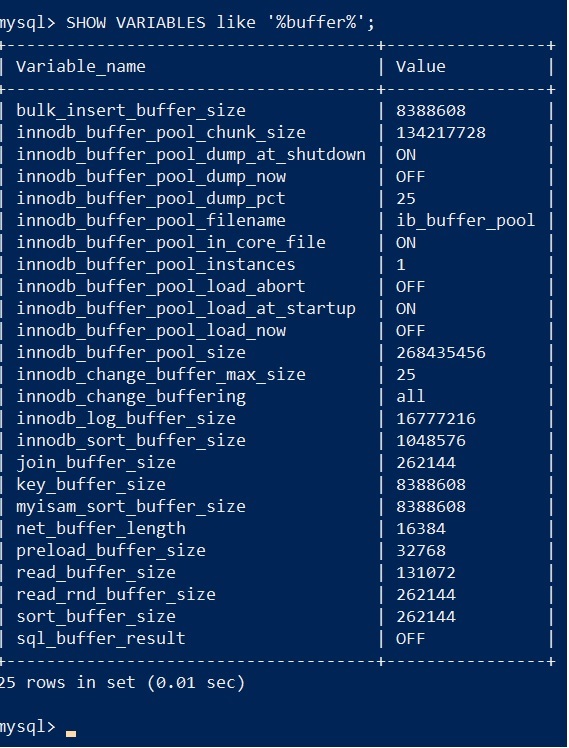 mysql> SHOW VARIABLES like '%buffer%';
+-------------------------------------+----------------+
| Variable_name                       | Value          |
+-------------------------------------+----------------+
| bulk_insert_buffer_size             | 8388608        |
| innodb_buffer_pool_chunk_size       | 134217728      |
| innodb_buffer_pool_dump_at_shutdown | ON             |
| innodb_buffer_pool_dump_now         | OFF            |
| innodb_buffer_pool_dump_pct         | 25             |
| innodb_buffer_pool_filename         | ib_buffer_pool |
| innodb_buffer_pool_in_core_file     | ON             |
| innodb_buffer_pool_instances        | 1              |
| innodb_buffer_pool_load_abort       | OFF            |
| innodb_buffer_pool_load_at_startup  | ON             |
| innodb_buffer_pool_load_now         | OFF            |
| innodb_buffer_pool_size             | 268435456      |
| innodb_change_buffer_max_size       | 25             |
| innodb_change_buffering             | all            |
| innodb_log_buffer_size              | 16777216       |
| innodb_sort_buffer_size             | 1048576        |
| join_buffer_size                    | 262144         |
| key_buffer_size                     | 8388608        |
| myisam_sort_buffer_size             | 8388608        |
| net_buffer_length                   | 16384          |
| preload_buffer_size                 | 32768          |
| read_buffer_size                    | 131072         |
| read_rnd_buffer_size                | 262144         |
| sort_buffer_size                    | 262144         |
| sql_buffer_result                   | OFF            |
+-------------------------------------+----------------+
25 rows in set (0.01 sec)
mysql>